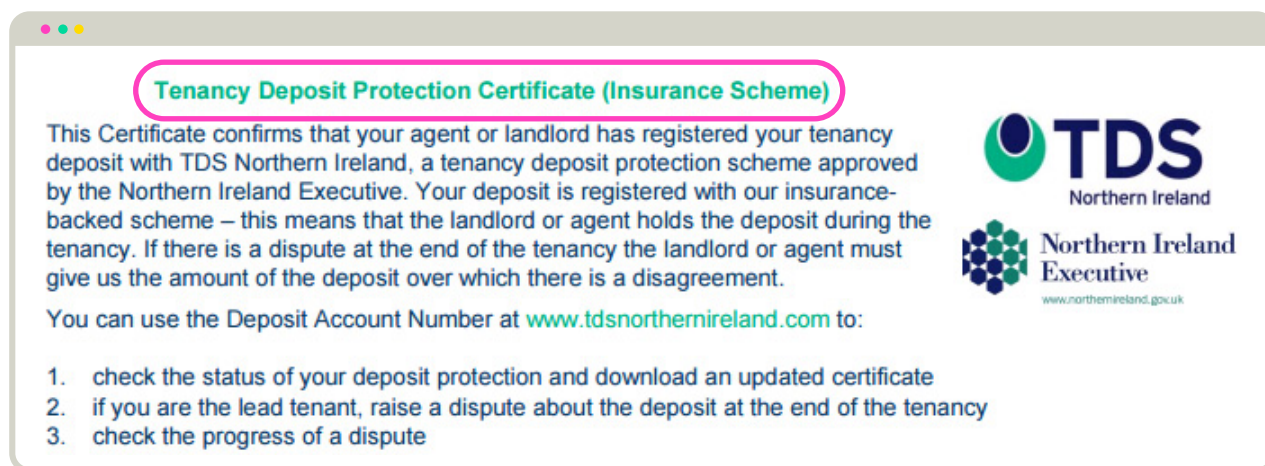 Tenancy Deposit Protection Certificate (Insurance Scheme)
This Certificate confirms that your agent or landlord has registered your tenancy
deposit with TDS Northern Ireland, a tenancy deposit protection scheme approved
by the Northern Ireland Executive. Your deposit is registered with our insurance-
backed scheme – this means that the landlord or agent holds the deposit during the
tenancy. If there is a dispute at the end of the tenancy the landlord or agent must
give us the amount of the deposit over which there is a disagreement.
You can use the Deposit Account Number at www.tdsnorthernireland.com to:
1. check the status of your deposit protection and download an updated certificate
2. if you are the lead tenant, raise a dispute about the deposit at the end of the tenancy
3. check the progress of a dispute
TDS
Northern Ireland
Northern Ireland
Executive
www.northernireland.gov.uk